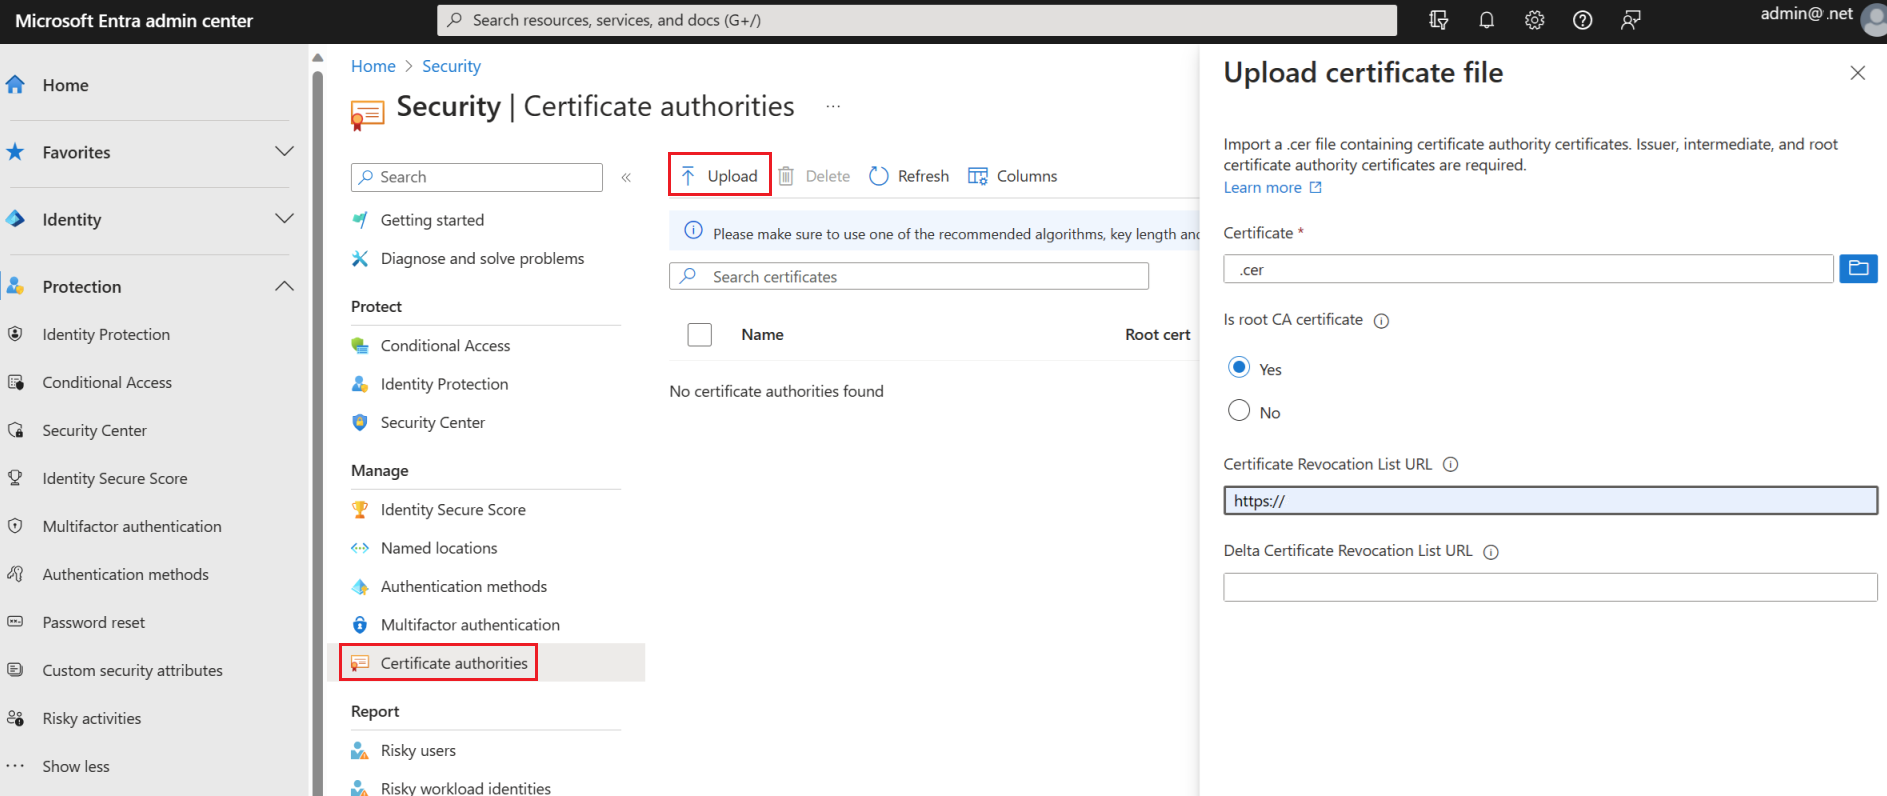 Microsoft Entra admin center
Search resources, services, and docs (G+/)
admin@ .net
Home
Favorites
Identity
Protection
Identity Protection
Conditional Access
Security Center
Identity Secure Score
Multifactor authentication
Authentication methods
Password reset
Custom security attributes
Risky activities
Show less
Home > Security
Security | Certificate authorities ...
Search
Getting started
Diagnose and solve problems
Protect
Conditional Access
Identity Protection
Security Center
Manage
Identity Secure Score
Named locations
Authentication methods
Multifactor authentication
Certificate authorities
Report
Risky users
Risky workload identities
Upload Delete Refresh Columns
Please make sure to use one of the recommended algorithms, key length and
Search certificates
Name Root cert
No certificate authorities found
Upload certificate file
Import a .cer file containing certificate authority certificates. Issuer, intermediate, and root
certificate authority certificates are required.
Learn more
Certificate *
.cer
Is root CA certificate
Yes
No
Certificate Revocation List URL
https://
Delta Certificate Revocation List URL